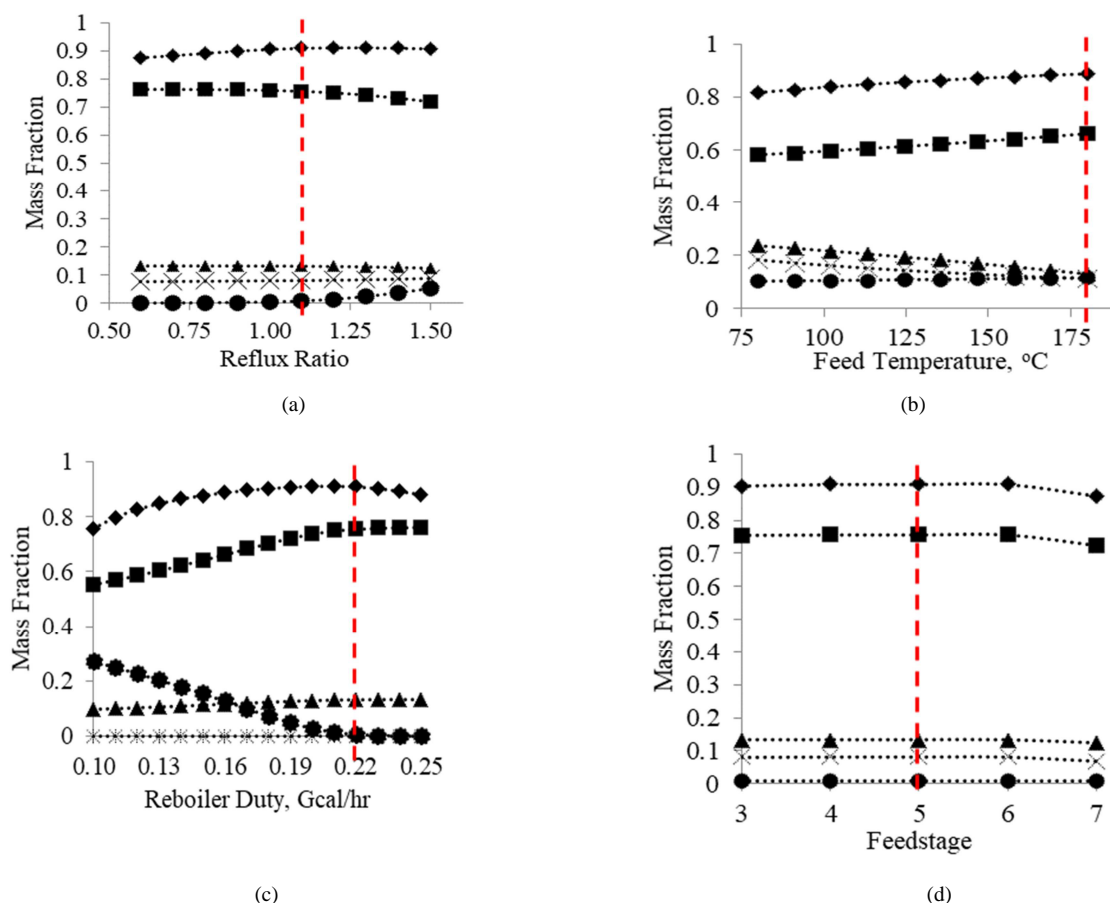 1
0.9
0.8
0.7
0.6
0.5
0.4
0.3
0.2
0.1
0
Mass Fraction
0.50 0.75 1.00 1.25 1.50
Reflux Ratio
(a)
1
0.8
0.6
0.4
0.2
0
Mass Fraction
75 100 125 150 175
Feed Temperature, °C
(b)
1
0.8
0.6
0.4
0.2
0
Mass Fraction
0.10 0.13 0.16 0.19 0.22 0.25
Reboiler Duty, Gcal/hr
(c)
1
0.9
0.8
0.7
0.6
0.5
0.4
0.3
0.2
0.1
0
Mass Fraction
3 4 5 6 7
Feedstage
(d)